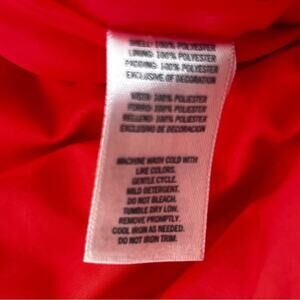 SHELL: 100% POLYESTER
LINING: 100% POLYESTER
PADDING: 100% POLYESTER
EXCLUSIVE OF DECORATION
VISTA: 100% POLIESTER
FORRO: 100% POLIESTER
RELLENO: 100% POLIESTER
EXCLUSIVO DE DECORACION
MACHINE WASH COLD WITH
LIKE COLORS.
GENTLE CYCLE.
MILD DETERGENT.
DO NOT BLEACH.
TUMBLE DRY LOW.
REMOVE PROMPTLY.
COOL IRON AS NEEDED.
DO NOT IRON TRIM.